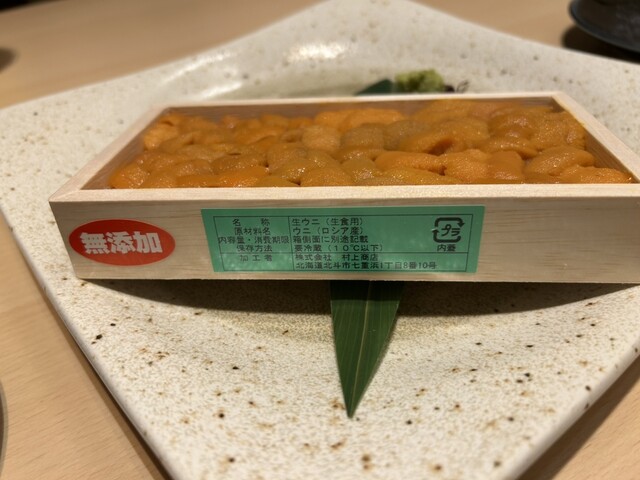 無添加
名称 生ウニ(生食用)
原材料名 ウニ(ロシア産)
内容量・消費期限 箱側面に別途記載
保存方法 要冷蔵(10℃以下)
加工者 株式会社 村上商店
北海道北斗市七重浜1丁目8番10号
プラ
内蓋